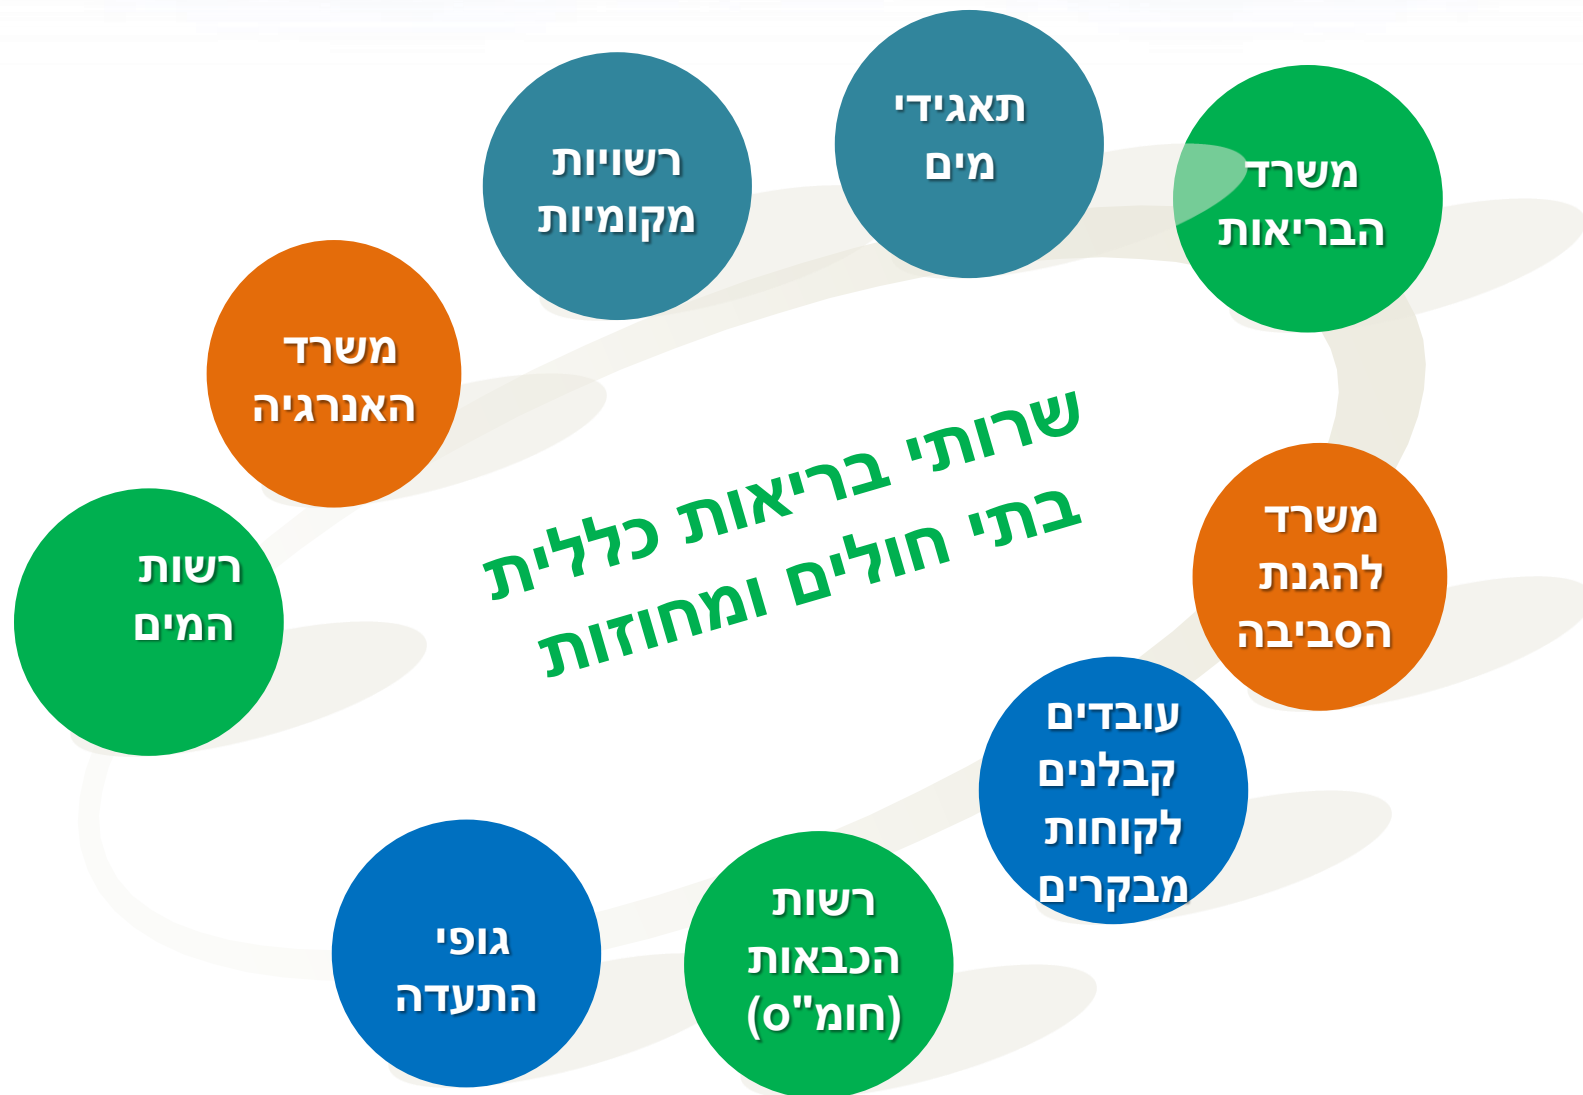 תאגידי
מים
משרד
הבריאות
רשויות
מקומיות
משרד
האנרגיה
שרותי בריאות כללית
בתי חולים ומחוזות
משרד
להגנת
הסביבה
רשות
המים
עובדים
קבלנים
לקוחות
מבקרים
רשות
הכבאות
(חומ"ס)
גופי
התעדה